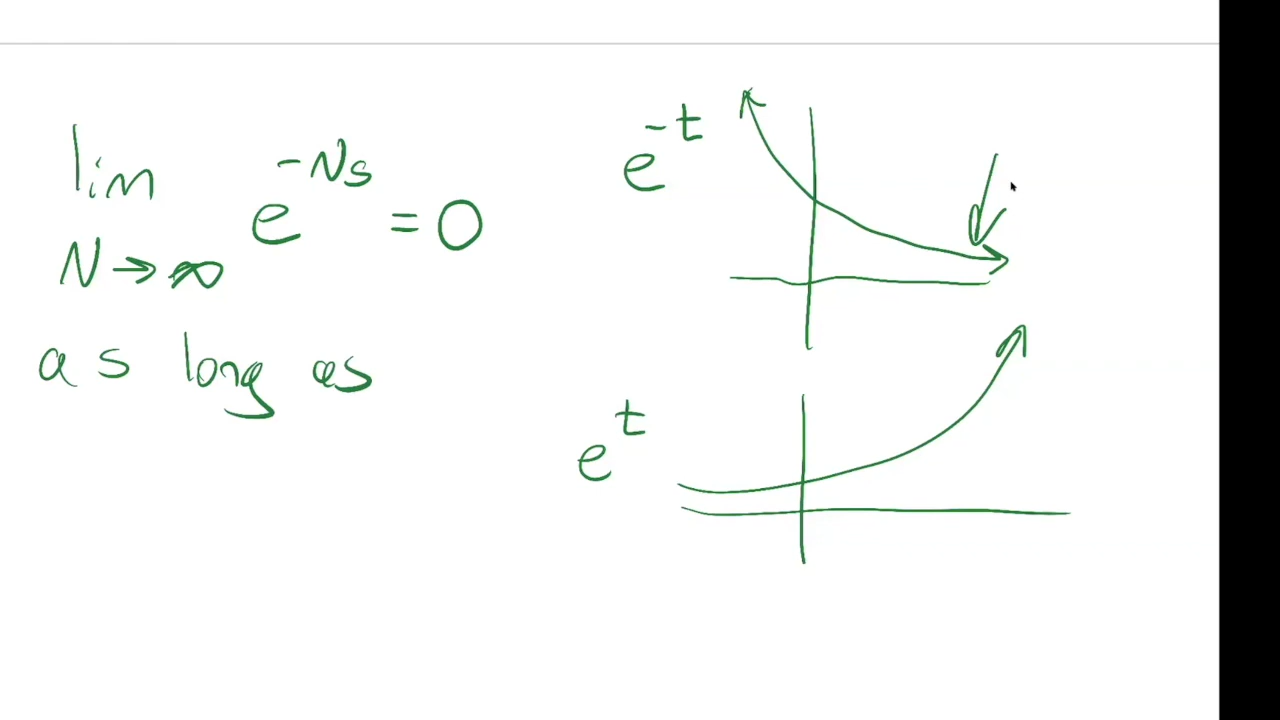 lim N→∞ e^{-Ns} = 0
as long as
e^{-t}
e^{t}